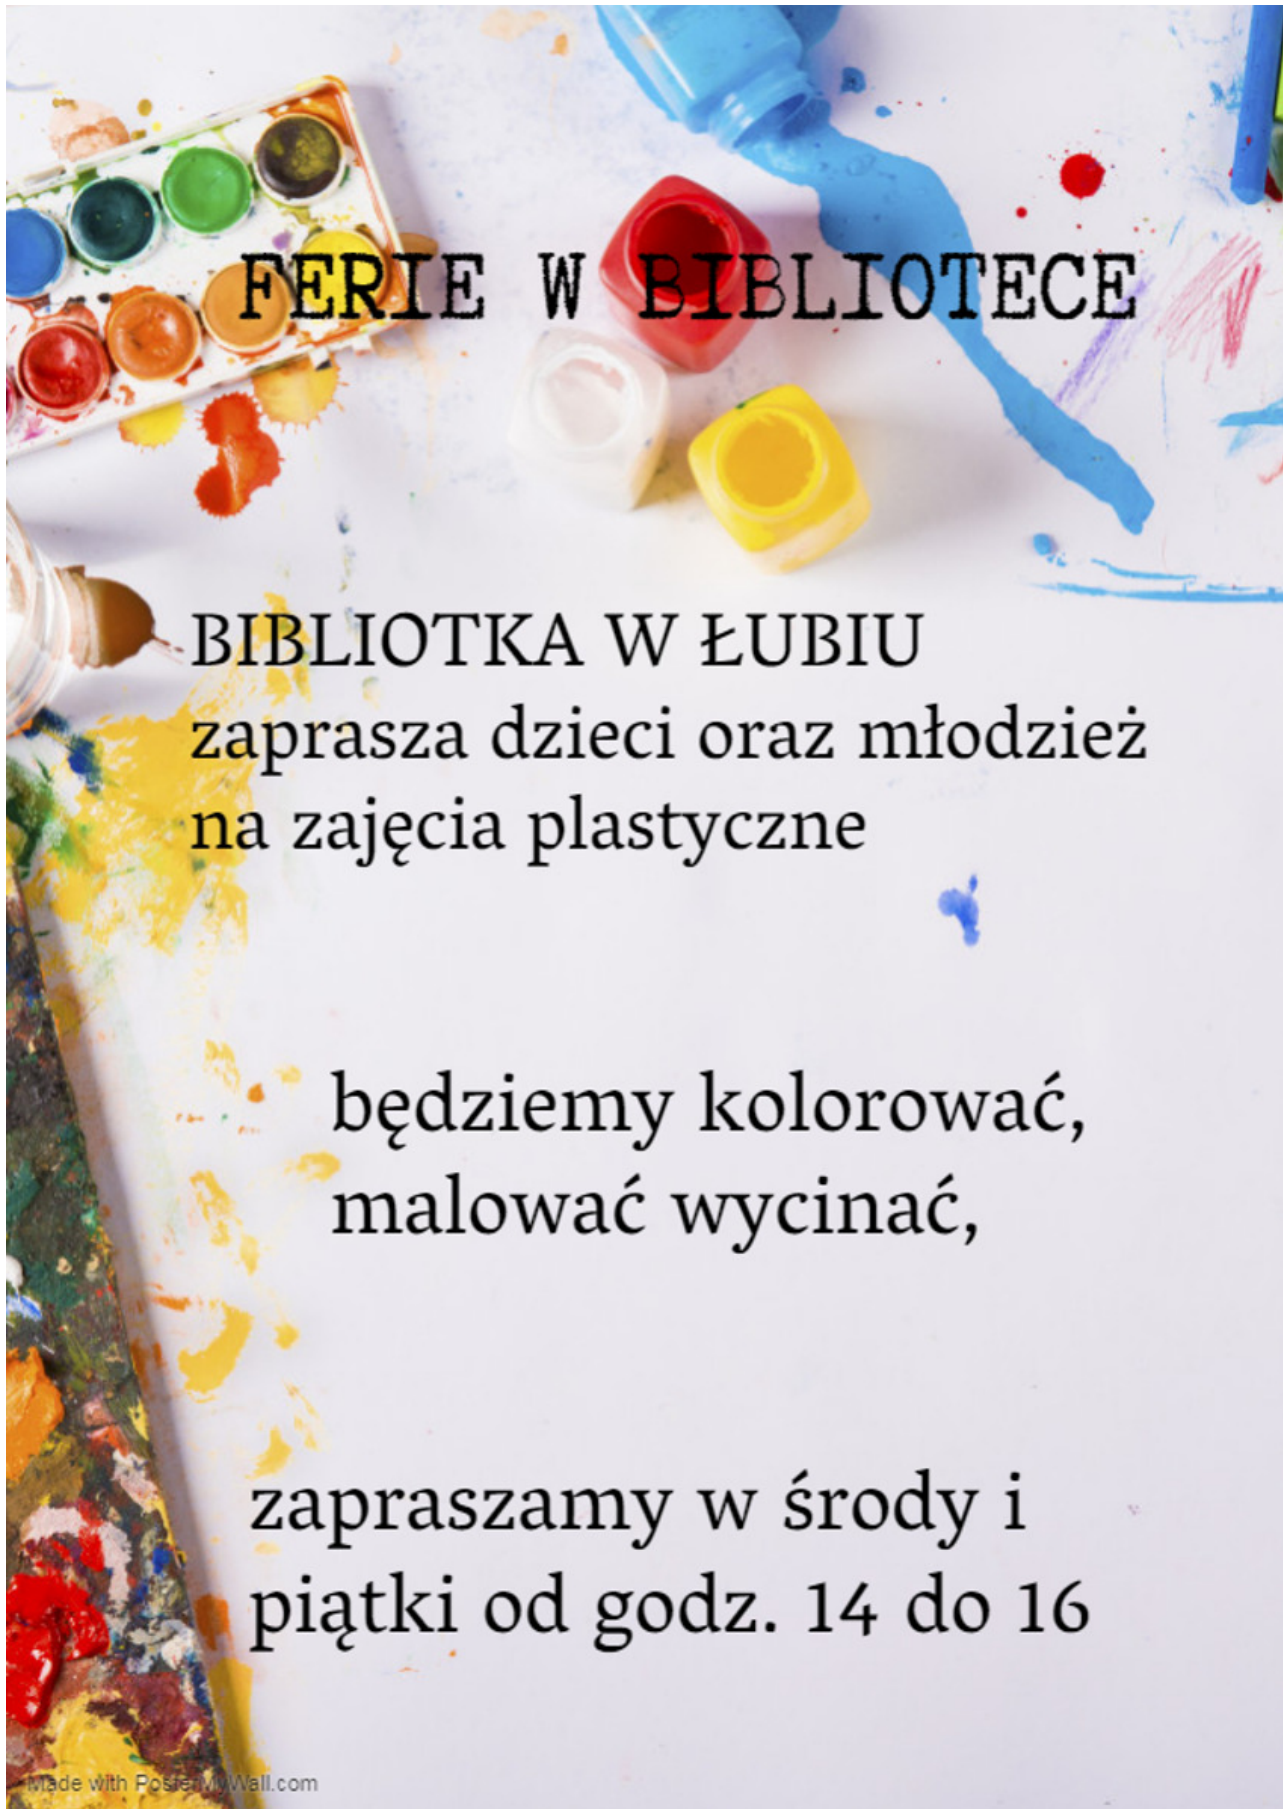 FERIE W BIBLIOTECE
BIBLIOTKA W ŁUBIU
zaprasza dzieci oraz młodzież
na zajęcia plastyczne
będziemy kolorować,
malować wycinać,
zapraszamy w środy i
piątki od godz. 14 do 16
Made with PosterMyWall.com